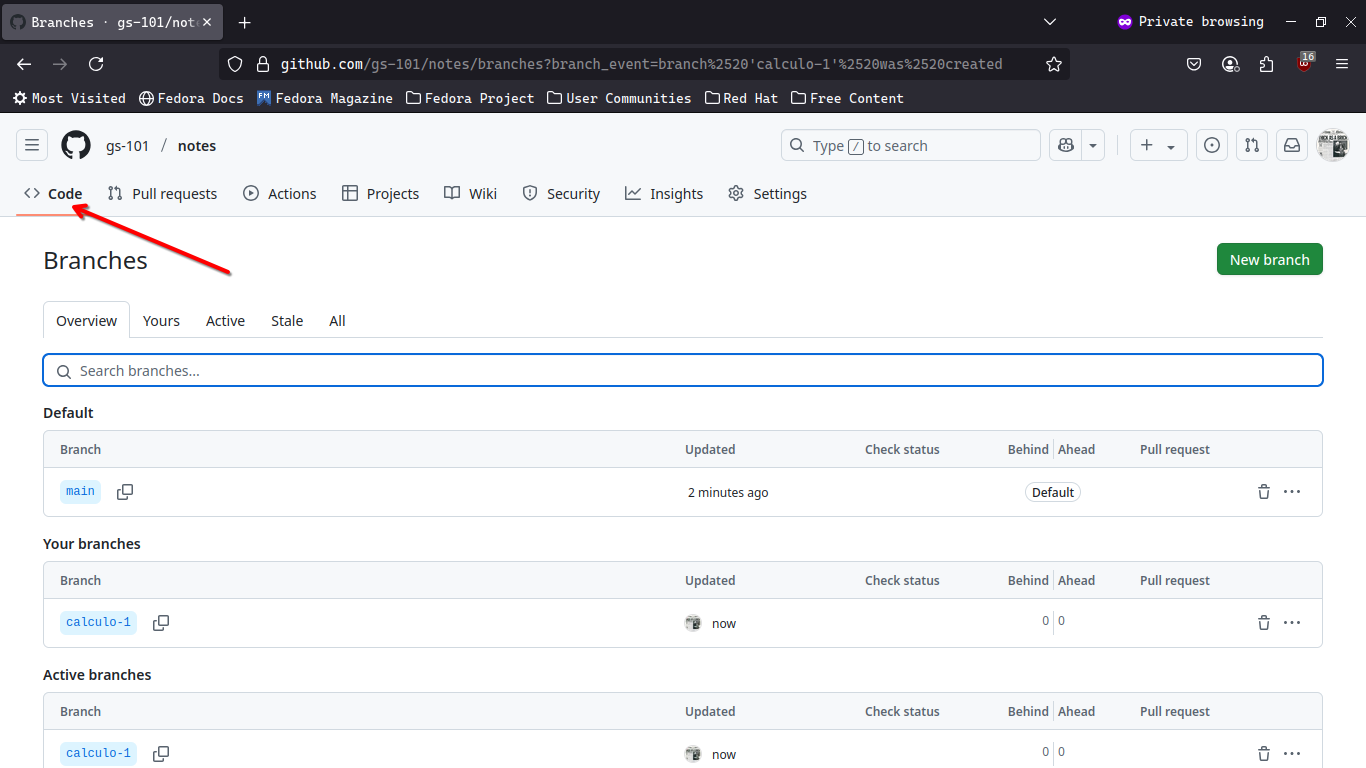 Branches · gs-101/note
Private browsing
github.com/gs-101/notes/branches?branch_event=branch%2520'calculo-1'%2520was%2520created
16
Most Visited Fedora Docs Fedora Magazine Fedora Project User Communities Red Hat Free Content
gs-101 / notes
Type / to search
Code Pull requests Actions Projects Wiki Security Insights Settings
Branches
New branch
Overview Yours Active Stale All
Search branches...
Default
Branch Updated Check status Behind Ahead Pull request
main 2 minutes ago Default
Your branches
Branch Updated Check status Behind Ahead Pull request
calculo-1 now 0 0
Active branches
Branch Updated Check status Behind Ahead Pull request
calculo-1 now 0 0